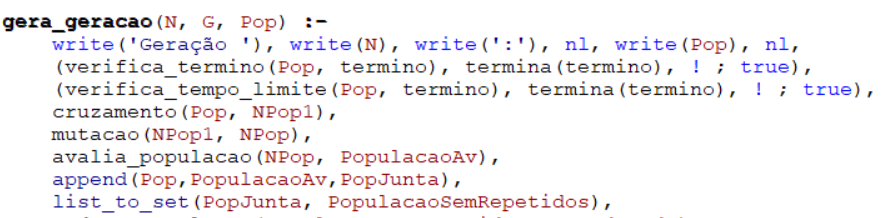 gera_geracao(N, G, Pop) :-
    write('Geração '), write(N), write(':'), nl, write(Pop), nl,
    (verifica_termino(Pop, termino), termina(termino), ! ; true),
    (verifica_tempo_limite(Pop, termino), termina(termino), ! ; true),
    cruzamento(Pop, NPop1),
    mutacao(NPop1, NPop),
    avalia_populacao(NPop, PopulacaoAv),
    append(Pop,PopulacaoAv,PopJunta),
    list_to_set(PopJunta, PopulacaoSemRepetidos),